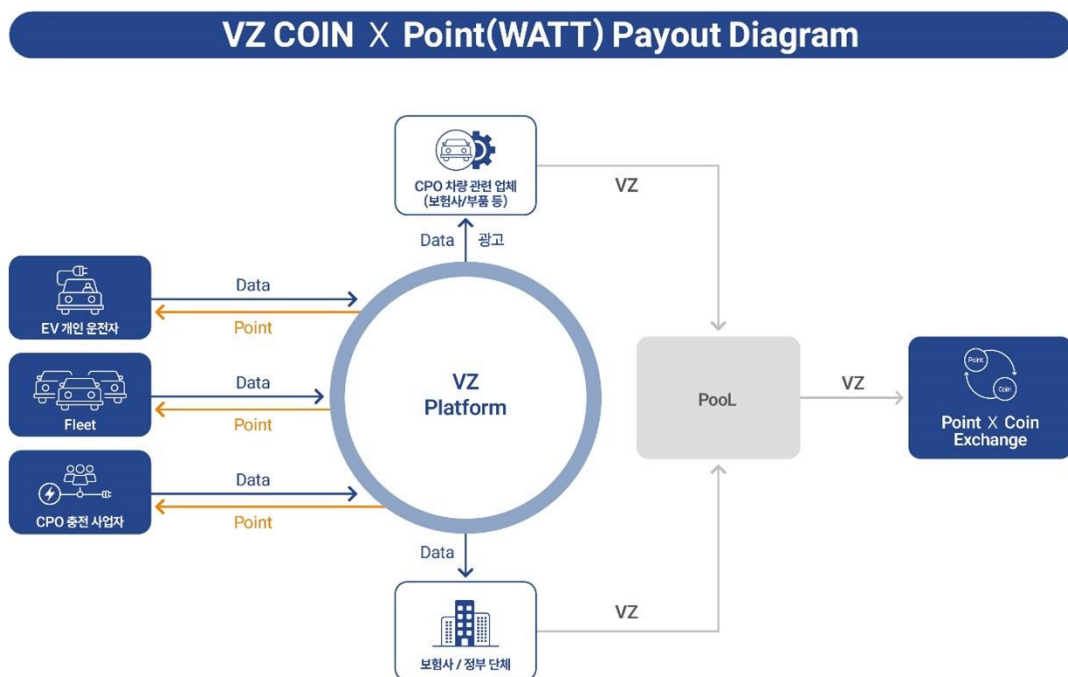 VZ COIN X Point(WATT) Payout Diagram
CPO 차량 관련 업체
(보험사/부품 등)
VZ
Data
광고
Data
EV 개인 운전자
Point
Data
Fleet
Point
Data
CPO 충전 사업자
Point
VZ
Platform
PooL
VZ
Point
Coin
Point X Coin
Exchange
Data
보험사 / 정부 단체
VZ